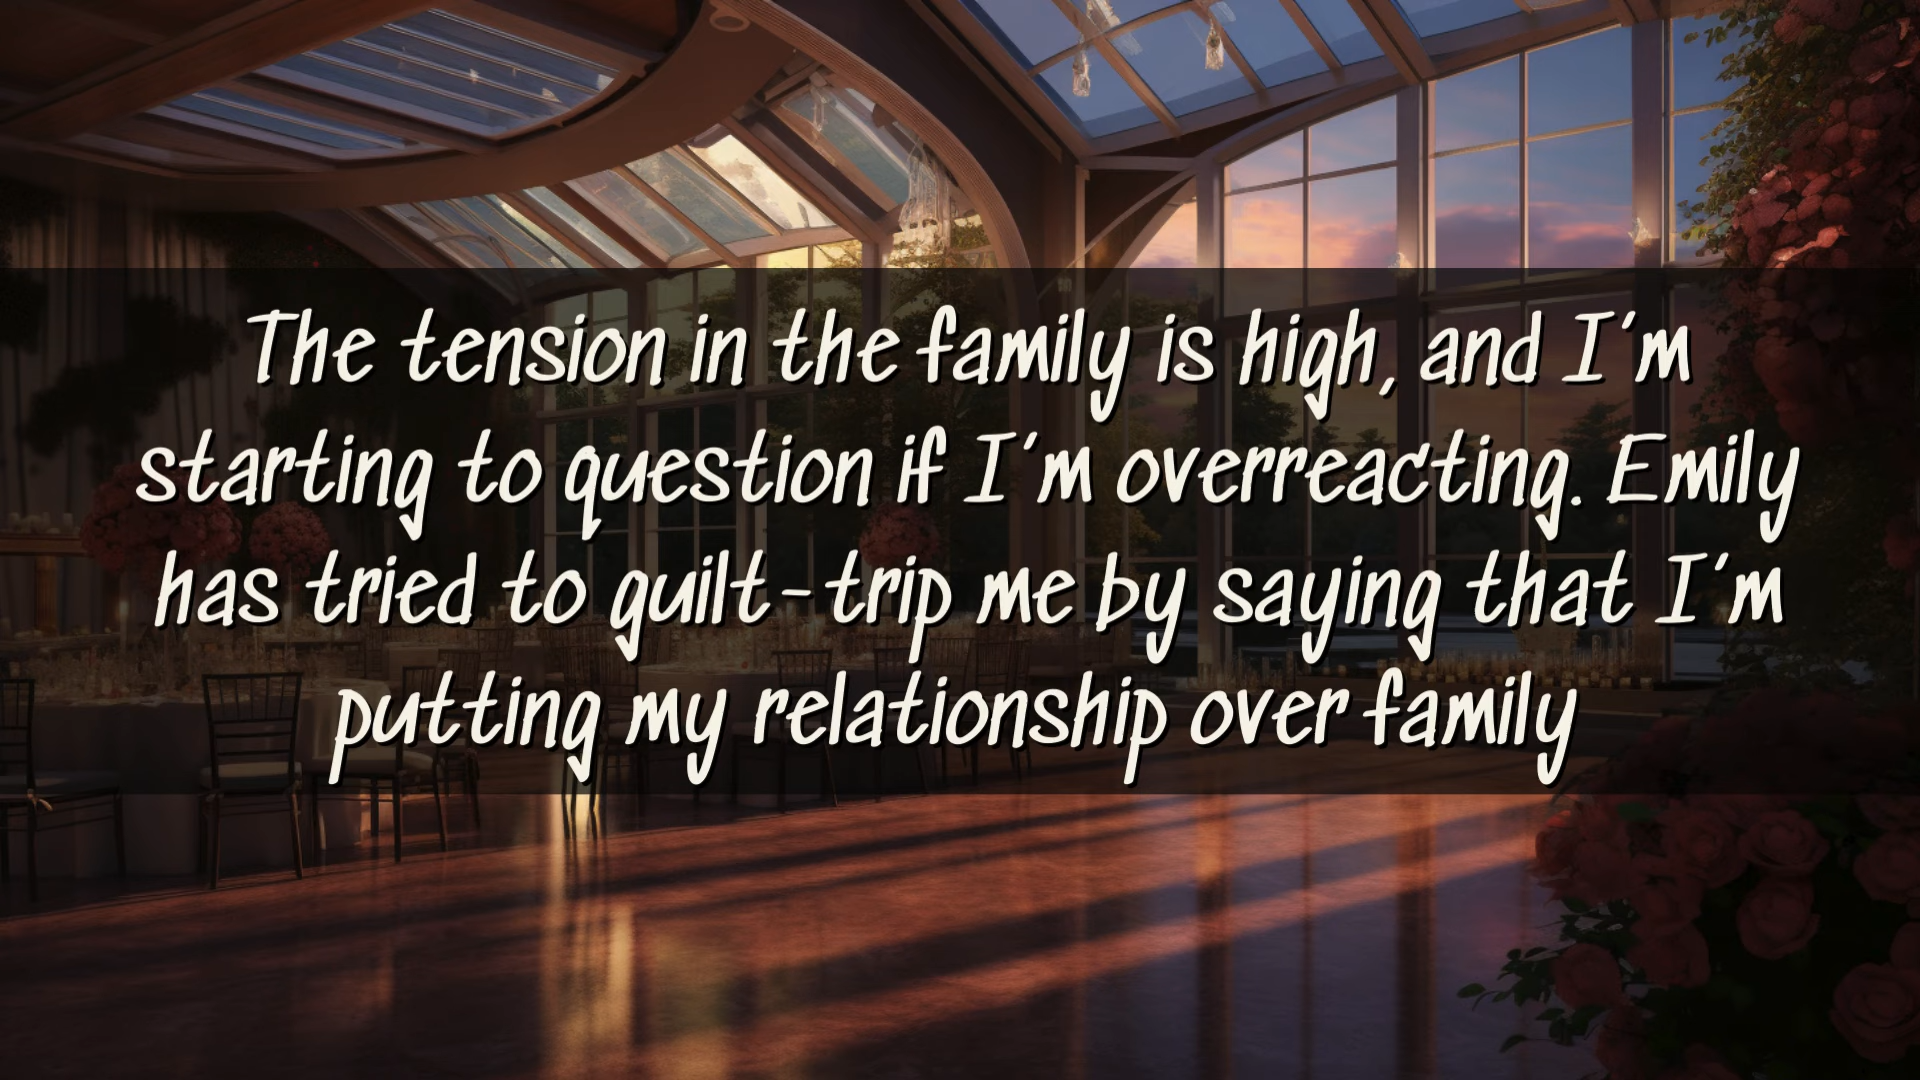 The tension in the family is high, and I'm
starting to question if I'm overreacting. Emily
has tried to guilt-trip me by saying that I'm
putting my relationship over family